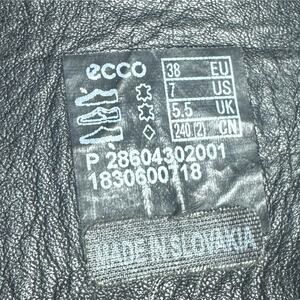 ecco
38 EU
7 US
5.5 UK
240 (2) CN
P 28604302001
1830600718
MADE IN SLOVAKIA